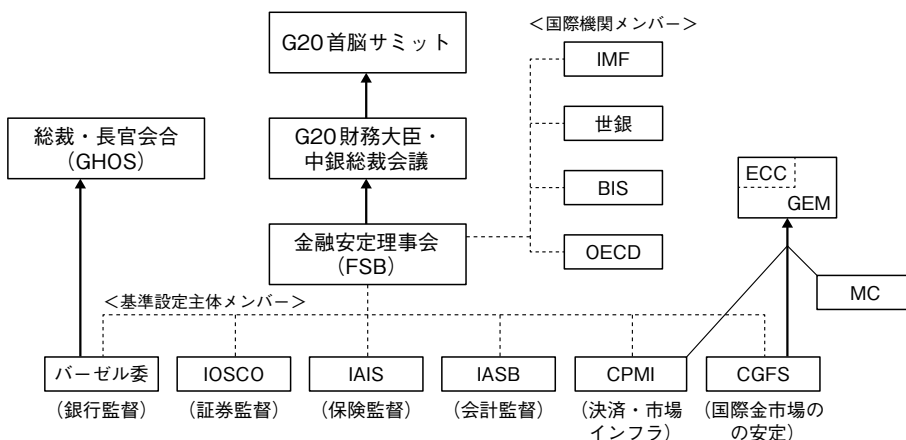 ＜国際機関メンバー＞
G20首脳サミット
IMF
総裁・長官会合
(GHOS)
G20財務大臣・
中銀総裁会議
世銀
ECC
GEM
BIS
金融安定理事会
(FSB)
OECD
MC
＜基準設定主体メンバー＞
バーゼル委
IOSCO
IAIS
IASB
CPMI
CGFS
(銀行監督)
(証券監督)
(保険監督)
(会計監督)
(決済・市場
インフラ)
(国際金市場の
の安定)